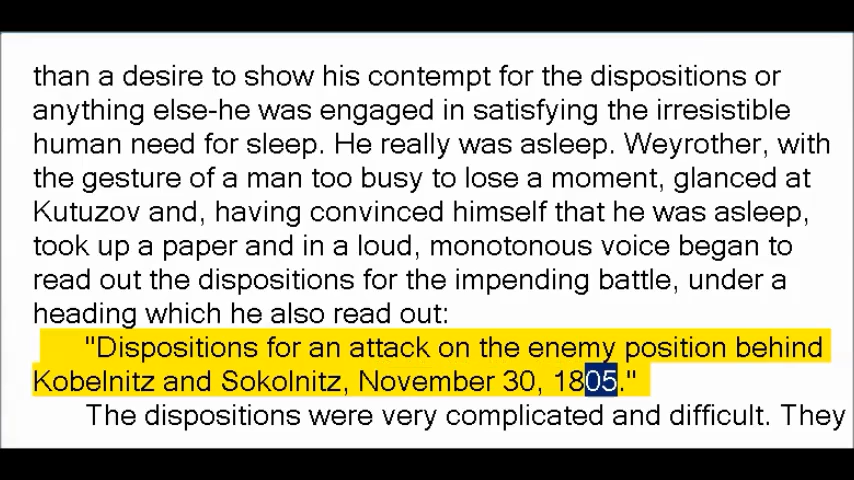 than a desire to show his contempt for the dispositions or
anything else-he was engaged in satisfying the irresistible
human need for sleep. He really was asleep. Weyrother, with
the gesture of a man too busy to lose a moment, glanced at
Kutuzov and, having convinced himself that he was asleep,
took up a paper and in a loud, monotonous voice began to
read out the dispositions for the impending battle, under a
heading which he also read out:
"Dispositions for an attack on the enemy position behind
Kobelnitz and Sokolnitz, November 30, 1805."
The dispositions were very complicated and difficult. They